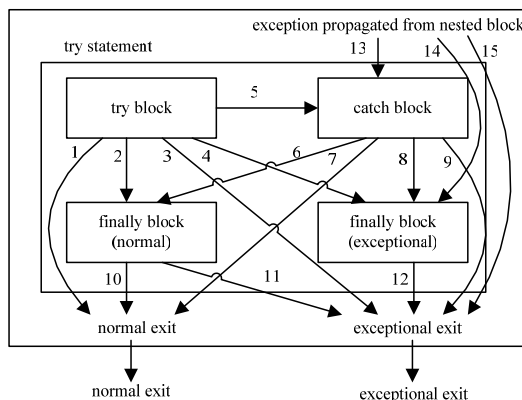 exception propagated from nested block
try statement
13
14
15
try block
5
catch block
1
2
3
4
6
7
8
9
finally block
(normal)
finally block
(exceptional)
10
11
12
normal exit
exceptional exit
normal exit
exceptional exit